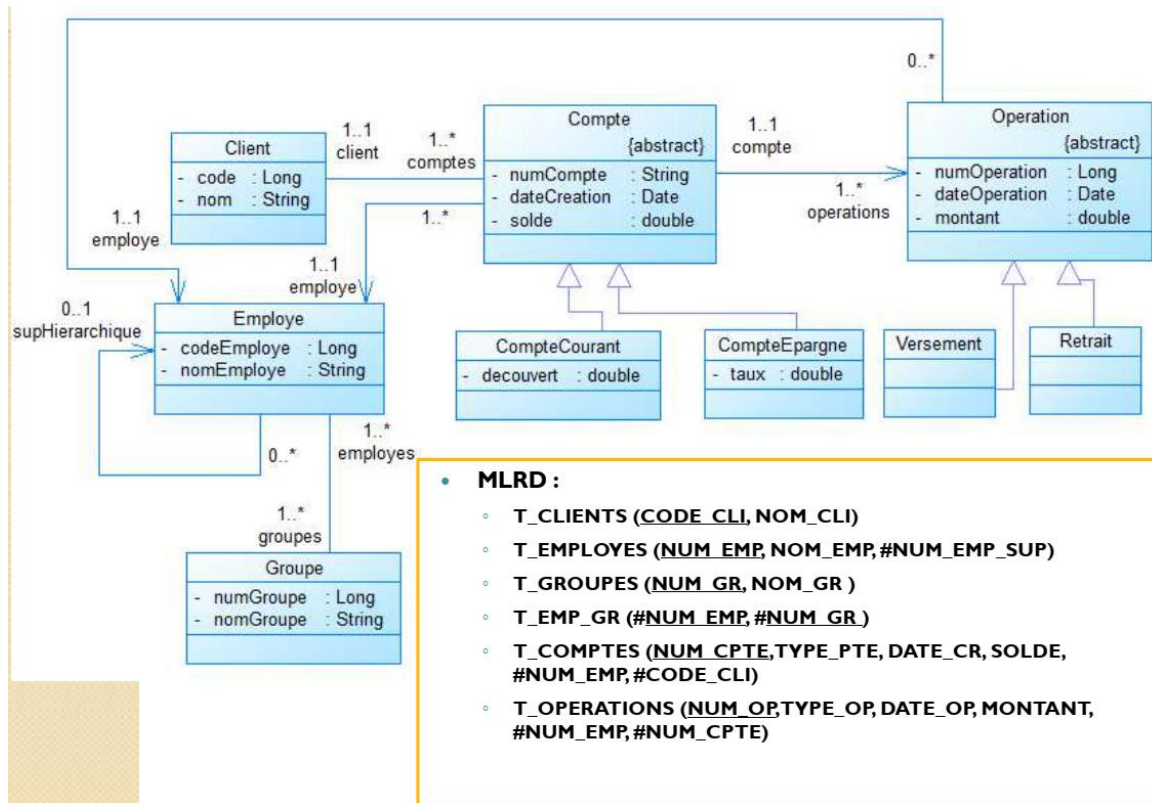 0..*
Client
- code : Long
- nom : String
1..1
client
1..*
comptes
Compte
{abstract}
- numCompte : String
- dateCreation : Date
- solde : double
1..1
compte
1..*
operations
Operation
{abstract}
- numOperation : Long
- dateOperation : Date
- montant : double
1..1
employe
1..*
1..1
employe
0..1
supHierarchique
Employe
- codeEmploye : Long
- nomEmploye : String
CompteCourant
- decouvert : double
CompteEpargne
- taux : double
Versement
Retrait
0..*
1..*
employes
1..*
groupes
Groupe
- numGroupe : Long
- nomGroupe : String
• MLRD :
◦ T_CLIENTS (CODE_CLI, NOM_CLI)
◦ T_EMPLOYES (NUM_EMP, NOM_EMP, #NUM_EMP_SUP)
◦ T_GROUPES (NUM_GR, NOM_GR )
◦ T_EMP_GR (#NUM_EMP, #NUM_GR )
◦ T_COMPTES (NUM_CPTE,TYPE_PTE, DATE_CR, SOLDE,
#NUM_EMP, #CODE_CLI)
◦ T_OPERATIONS (NUM_OP,TYPE_OP, DATE_OP, MONTANT,
#NUM_EMP, #NUM_CPTE)